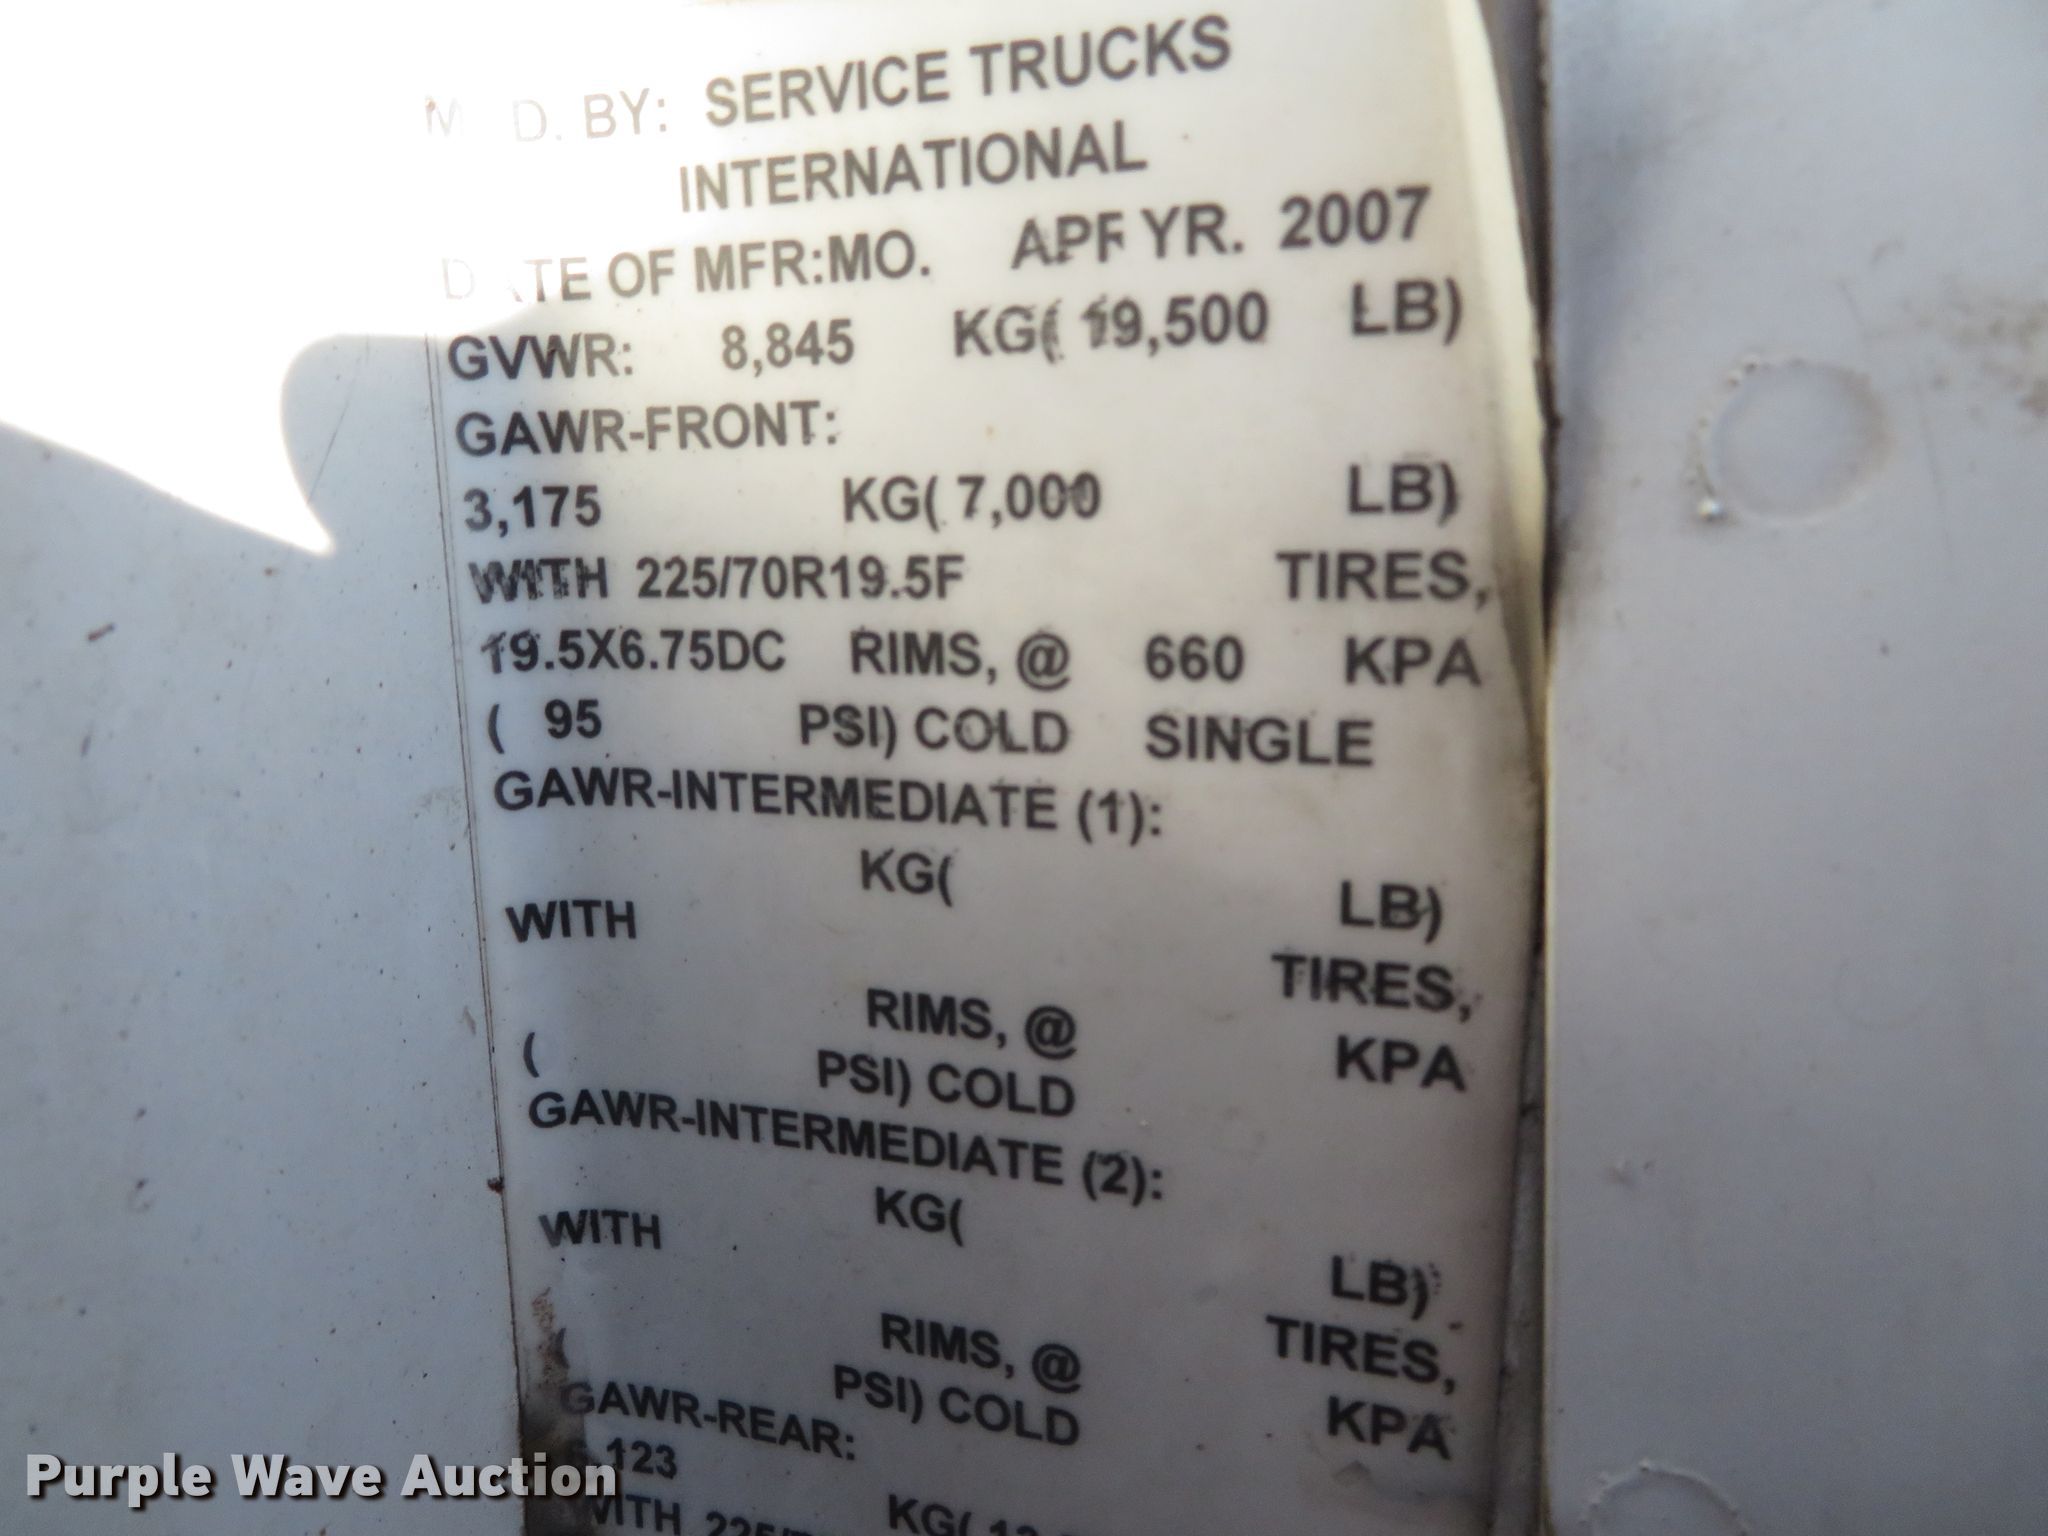 D. BY: SERVICE TRUCKS
INTERNATIONAL
DATE OF MFR:MO. APR YR. 2007
GVWR: 8,845 KG( 19,500 LB)
GAWR-FRONT:
3,175 KG( 7,000 LB)
WITH 225/70R19.5F TIRES,
19.5X6.75DC RIMS, @ 660 KPA
( 95 PSI) COLD SINGLE
GAWR-INTERMEDIATE (1):
KG( LB)
WITH TIRES,
RIMS, @ KPA
( PSI) COLD
GAWR-INTERMEDIATE (2):
KG( LB)
WITH TIRES,
RIMS, @ KPA
( PSI) COLD
GAWR-REAR:
123 KG(
WITH
Purple Wave Auction